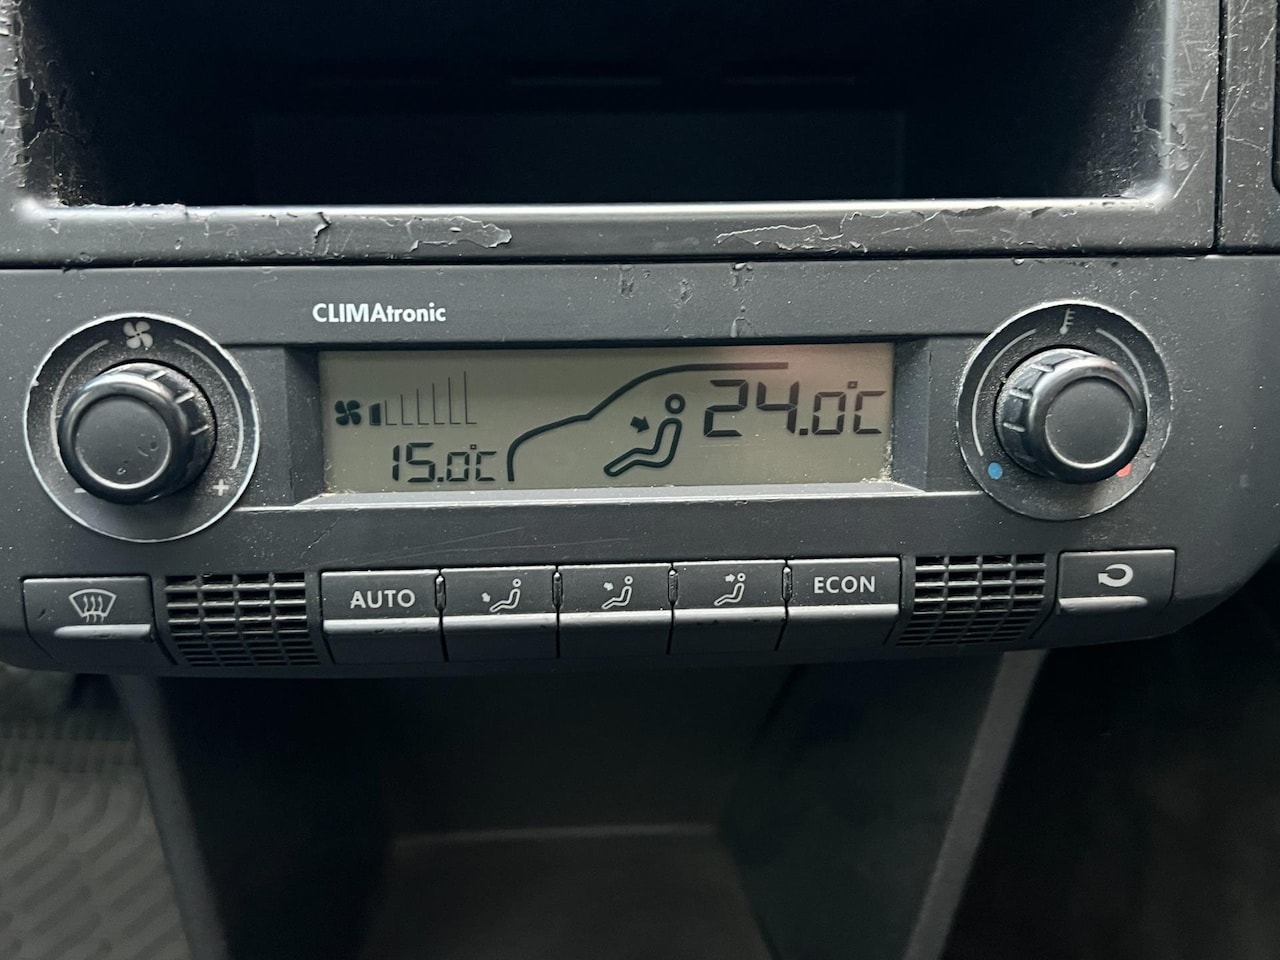 CLIMAtronic
24.0°C
15.0°C
- +
AUTO
ECON